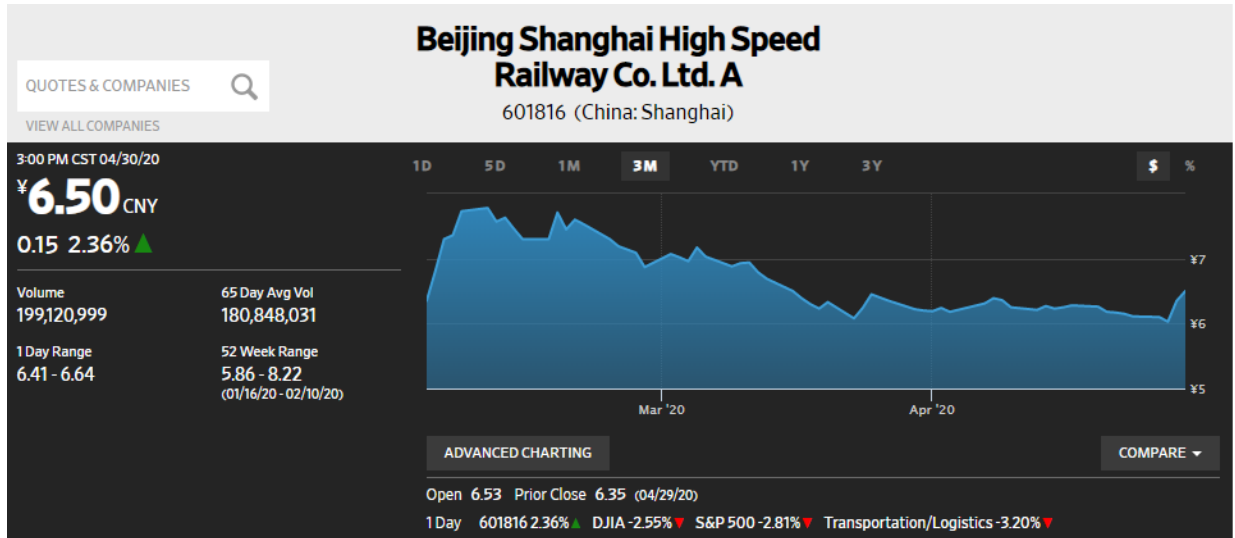 Beijing Shanghai High Speed
Railway Co. Ltd. A
601816 (China: Shanghai)
QUOTES & COMPANIES
VIEW ALL COMPANIES
3:00 PM CST 04/30/20
¥6.50 CNY
0.15 2.36%
Volume
199,120,999
65 Day Avg Vol
180,848,031
1 Day Range
6.41 - 6.64
52 Week Range
5.86 - 8.22
(01/16/20 - 02/10/20)
1D 5D 1M 3M YTD 1Y 3Y $ %
¥7
¥6
¥5
Mar '20 Apr '20
ADVANCED CHARTING COMPARE
Open 6.53 Prior Close 6.35 (04/29/20)
1 Day 601816 2.36% DJIA -2.55% S&P 500 -2.81% Transportation/Logistics -3.20%